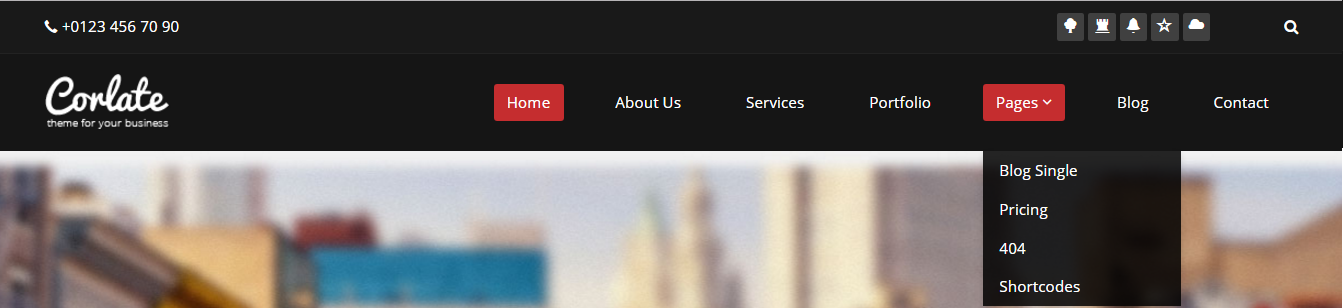 +0123 456 70 90
Corlate
theme for your business
Home About Us Services Portfolio Pages Blog Contact
Blog Single
Pricing
404
Shortcodes